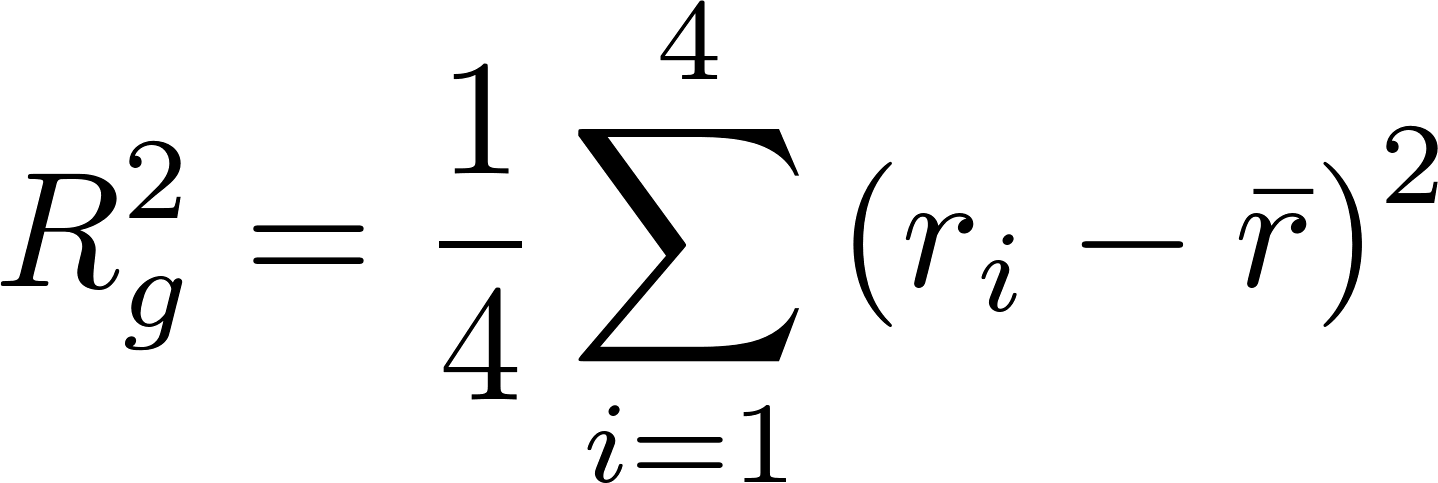 R_g^2 = \frac{1}{4} \sum_{i=1}^{4} (r_i - \bar{r})^2